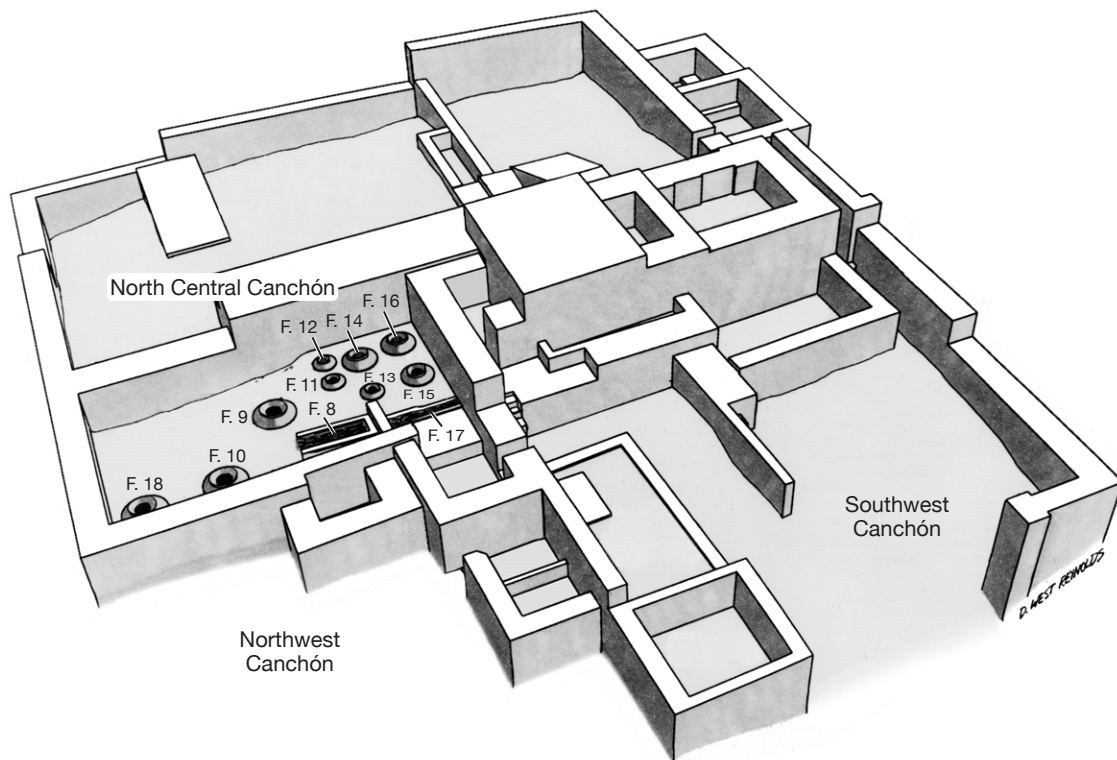 North Central Canchón
F. 16
F. 14
F. 12
F. 11
F. 13
F. 15
F. 9
F. 8
F. 17
F. 10
F. 18
Southwest
Canchón
D. WEST REYNOLDS
Northwest
Canchón